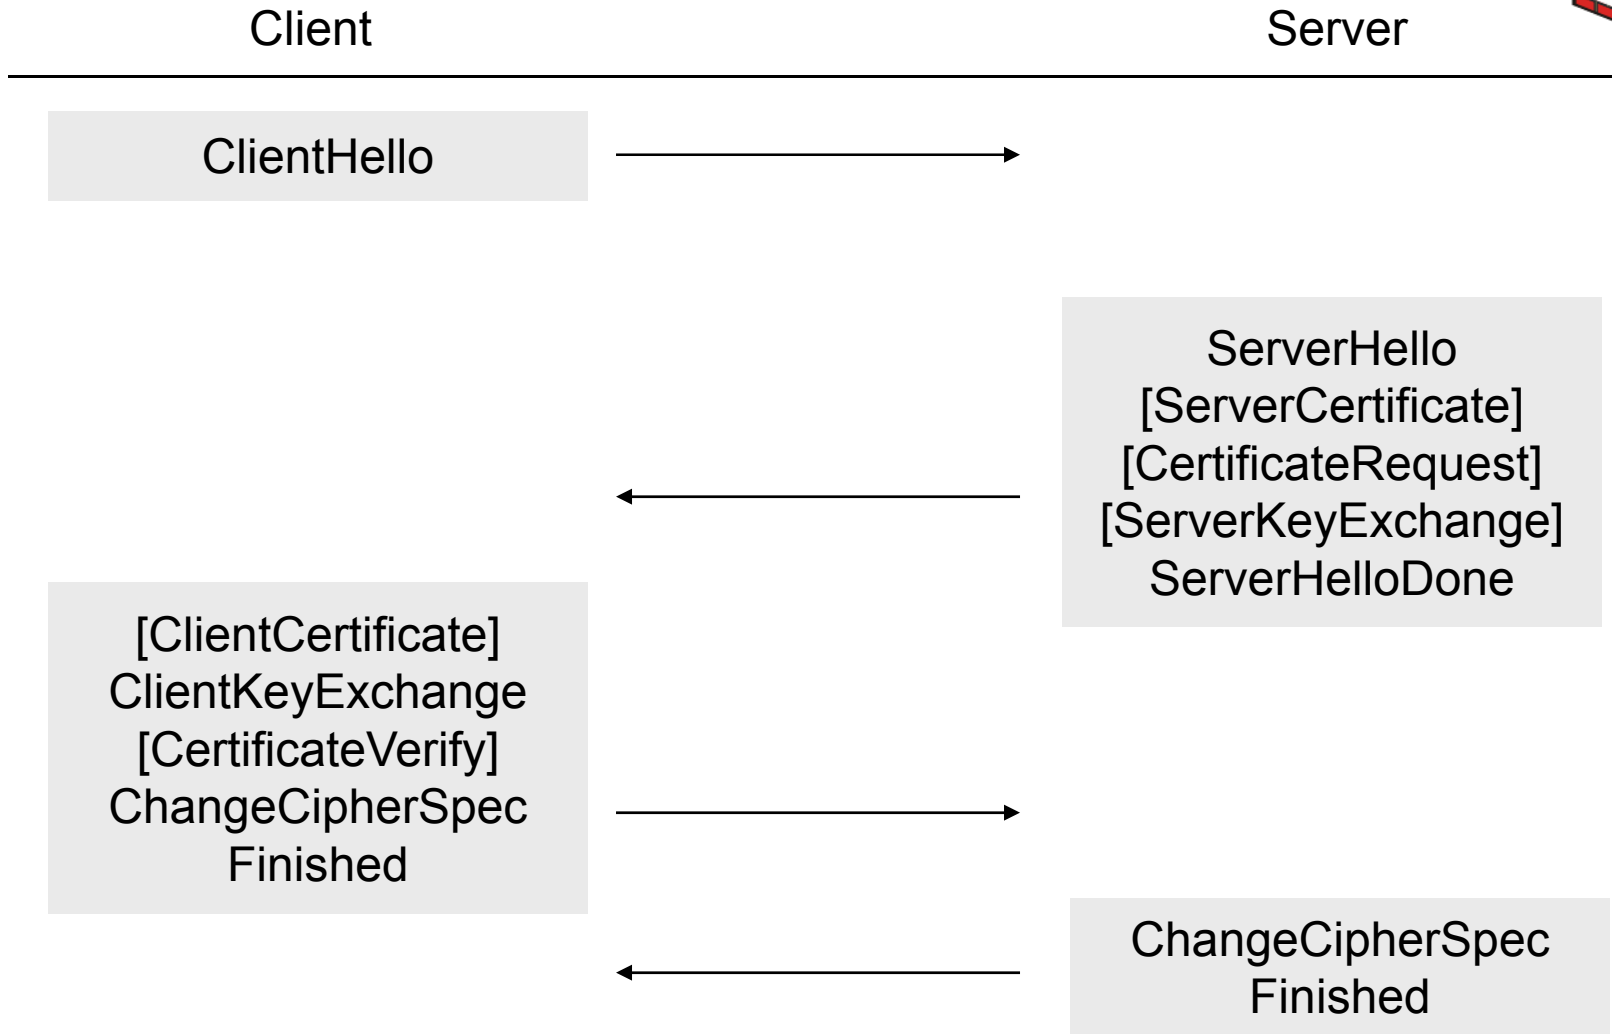 Client
Server
ClientHello
ServerHello
[ServerCertificate]
[CertificateRequest]
[ServerKeyExchange]
ServerHelloDone
[ClientCertificate]
ClientKeyExchange
[CertificateVerify]
ChangeCipherSpec
Finished
ChangeCipherSpec
Finished